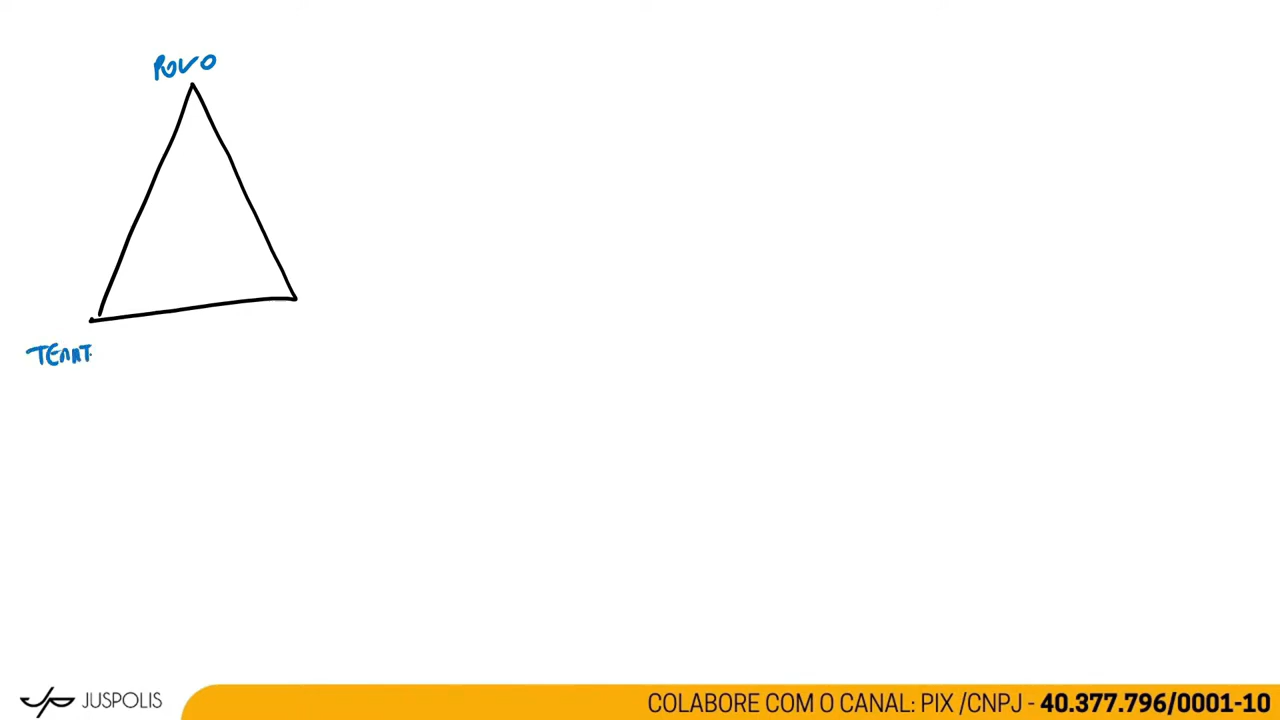 POVO
TERRIT
JUSPOLIS
COLABORE COM O CANAL: PIX /CNPJ - 40.377.796/0001-10